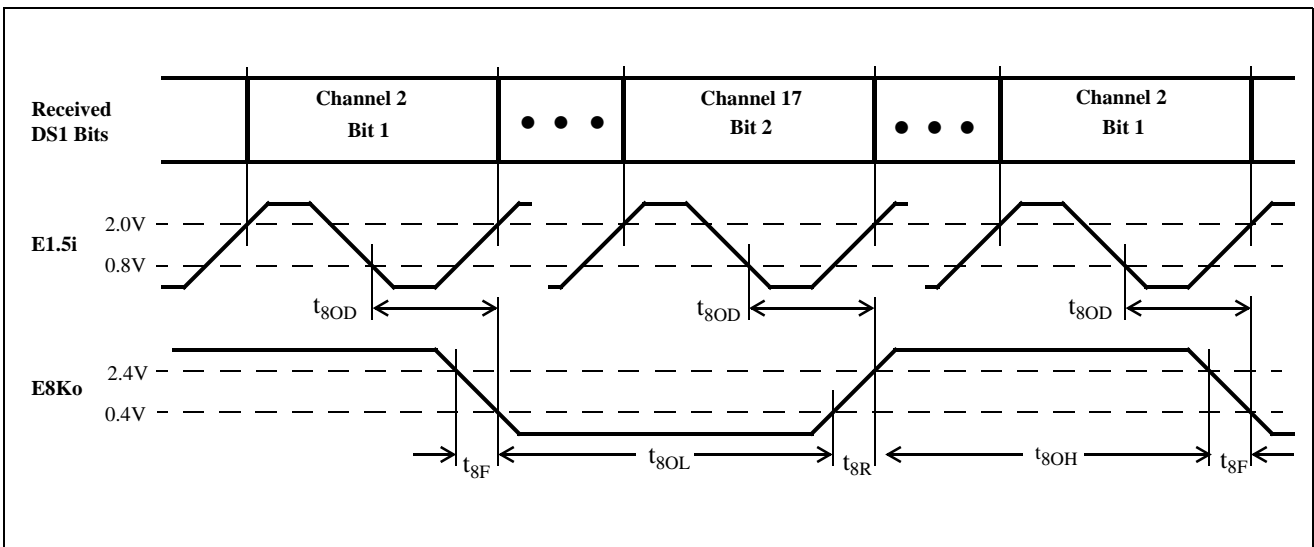 Received
DS1 Bits
Channel 2
Bit 1
• • •
Channel 17
Bit 2
• • •
Channel 2
Bit 1
E1.5i
2.0V
0.8V
t8OD
t8OD
t8OD
E8Ko
2.4V
0.4V
t8F
t8OL
t8R
t8OH
t8F